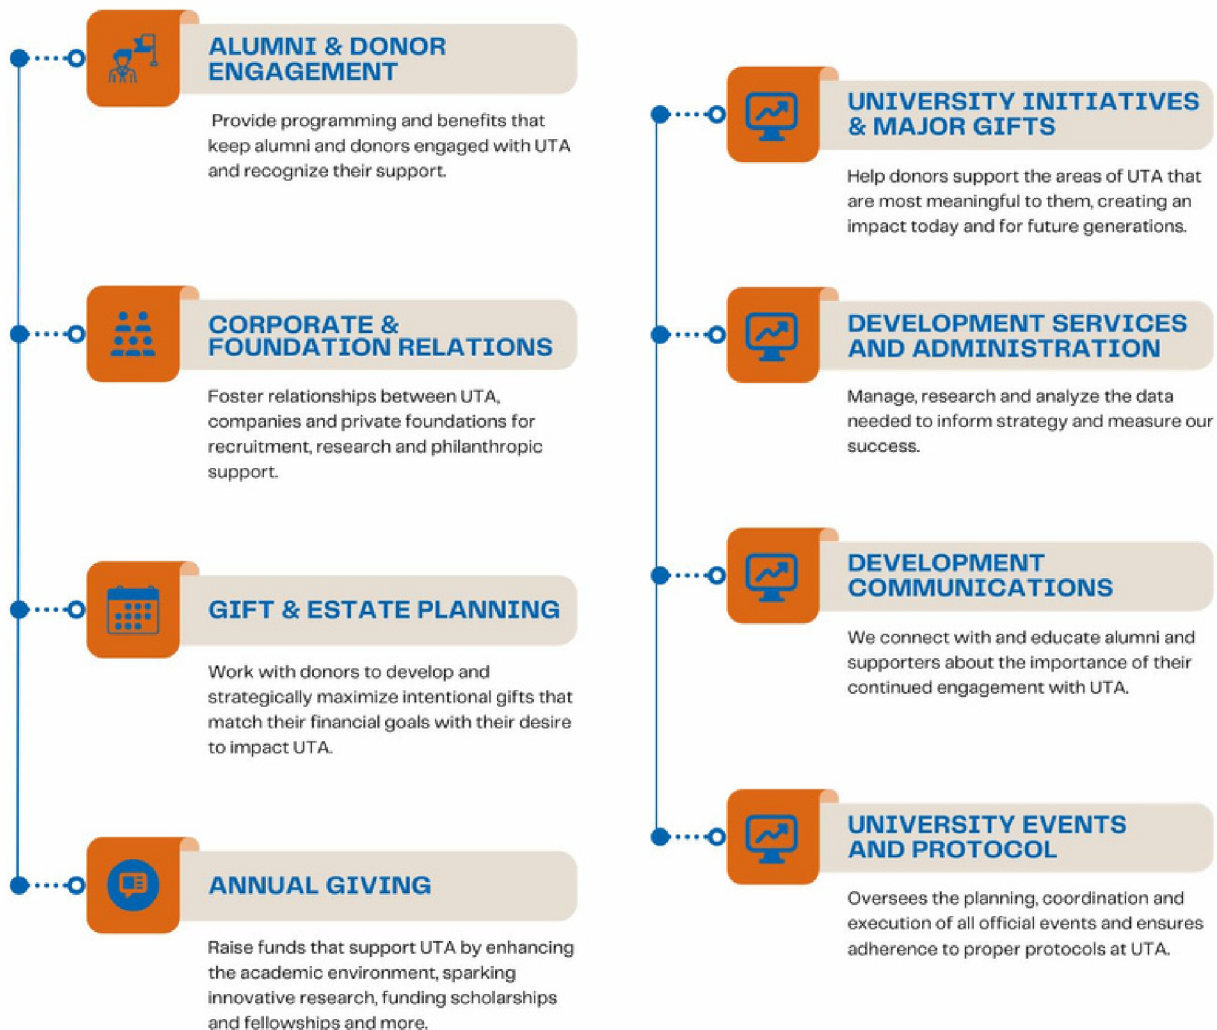 ALUMNI & DONOR
ENGAGEMENT
Provide programming and benefits that
keep alumni and donors engaged with UTA
and recognize their support.
CORPORATE &
FOUNDATION RELATIONS
Foster relationships between UTA,
companies and private foundations for
recruitment, research and philanthropic
support.
GIFT & ESTATE PLANNING
Work with donors to develop and
strategically maximize intentional gifts that
match their financial goals with their desire
to impact UTA.
ANNUAL GIVING
Raise funds that support UTA by enhancing
the academic environment, sparking
innovative research, funding scholarships
and fellowships and more.
UNIVERSITY INITIATIVES
& MAJOR GIFTS
Help donors support the areas of UTA that
are most meaningful to them, creating an
impact today and for future generations.
DEVELOPMENT SERVICES
AND ADMINISTRATION
Manage, research and analyze the data
needed to inform strategy and measure our
success.
DEVELOPMENT
COMMUNICATIONS
We connect with and educate alumni and
supporters about the importance of their
continued engagement with UTA.
UNIVERSITY EVENTS
AND PROTOCOL
Oversees the planning, coordination and
execution of all official events and ensures
adherence to proper protocols at UTA.